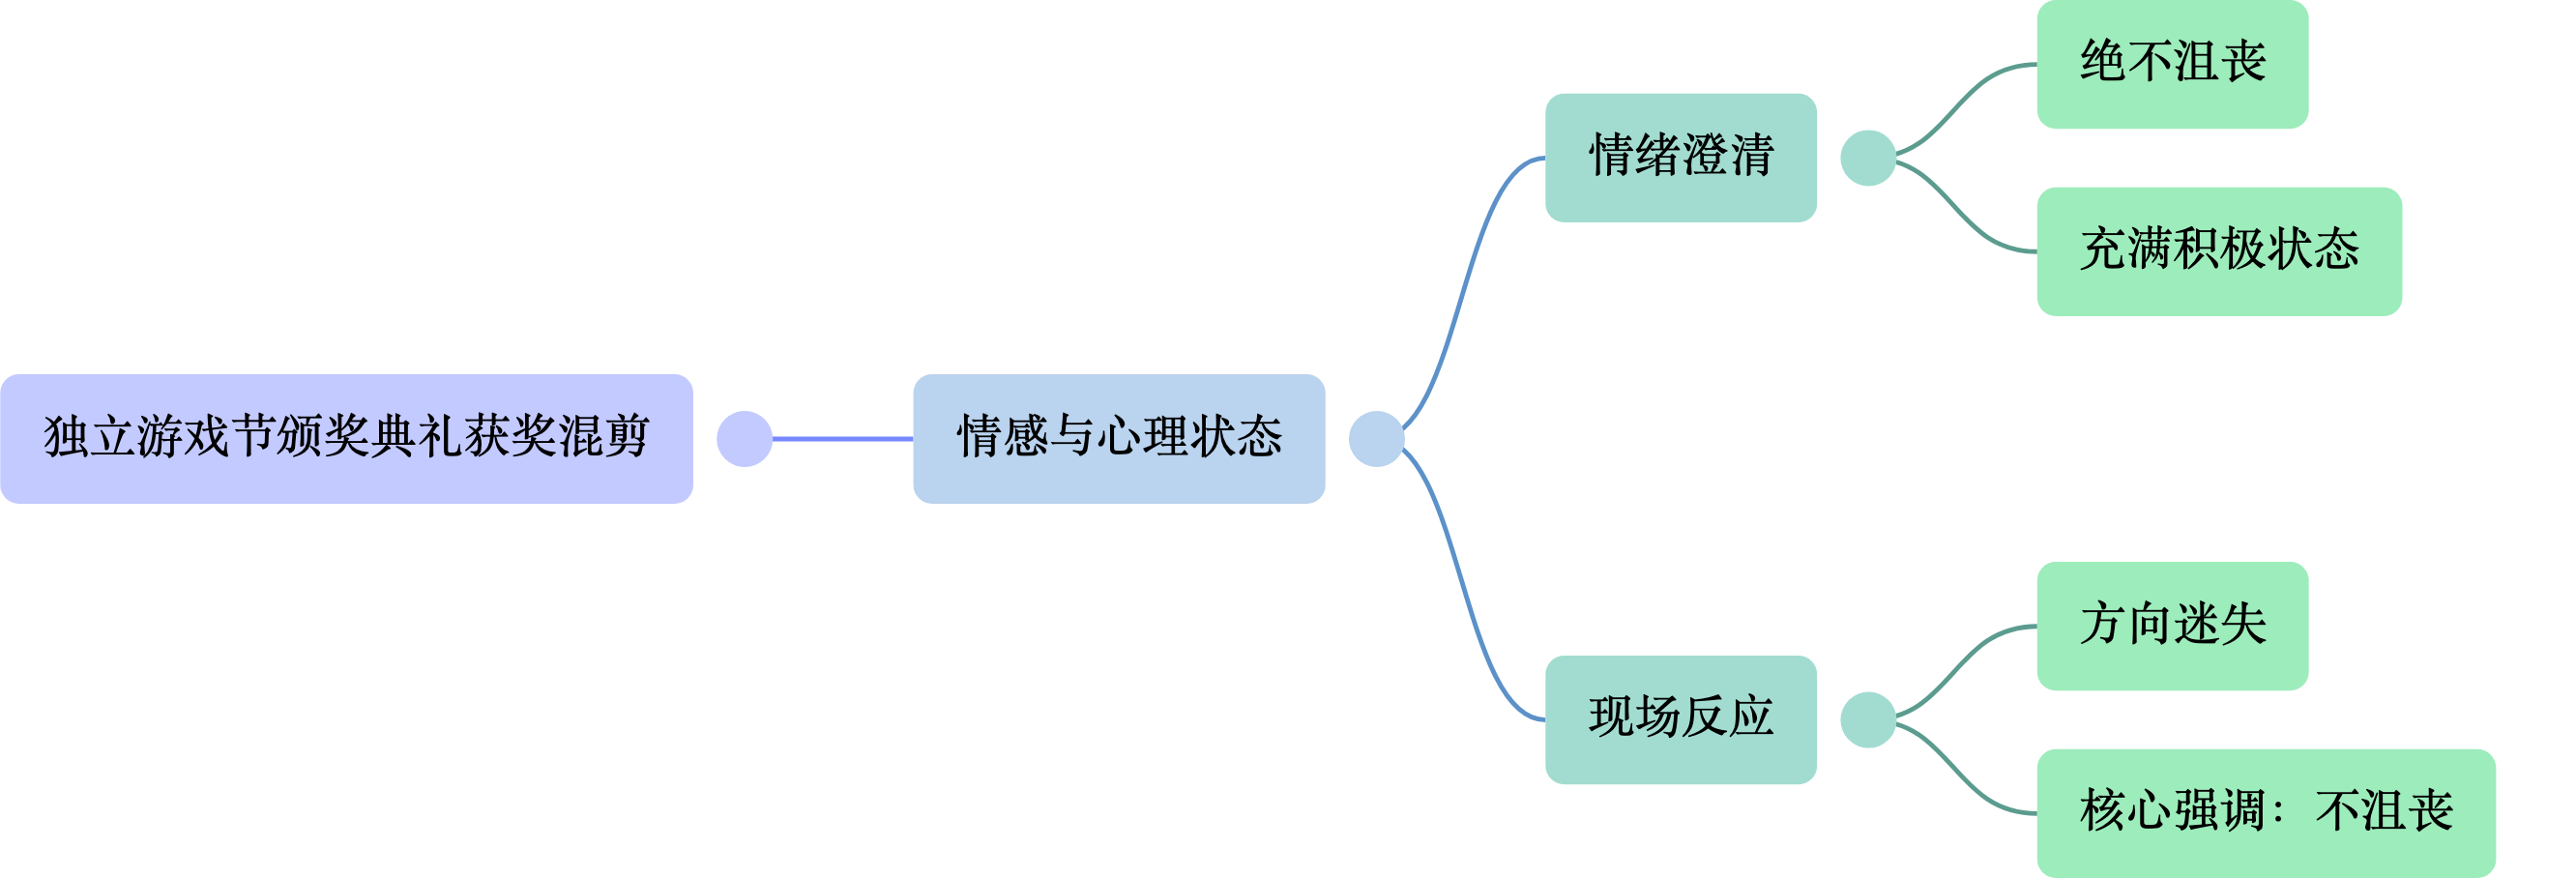 独立游戏节颁奖典礼获奖混剪
情感与心理状态
情绪澄清
绝不沮丧
充满积极状态
现场反应
方向迷失
核心强调：不沮丧